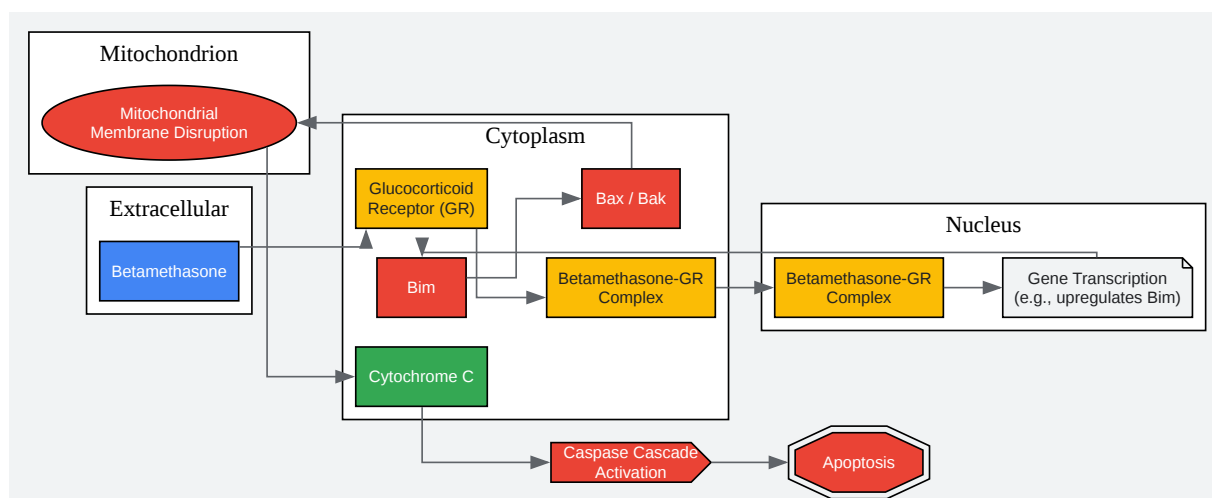 Mitochondrion
Mitochondrial
Membrane Disruption
Extracellular
Betamethasone
Cytoplasm
Glucocorticoid
Receptor (GR)
Bax / Bak
Bim
Betamethasone-GR
Complex
Cytochrome C
Nucleus
Betamethasone-GR
Complex
Gene Transcription
(e.g., upregulates Bim)
Caspase Cascade
Activation
Apoptosis